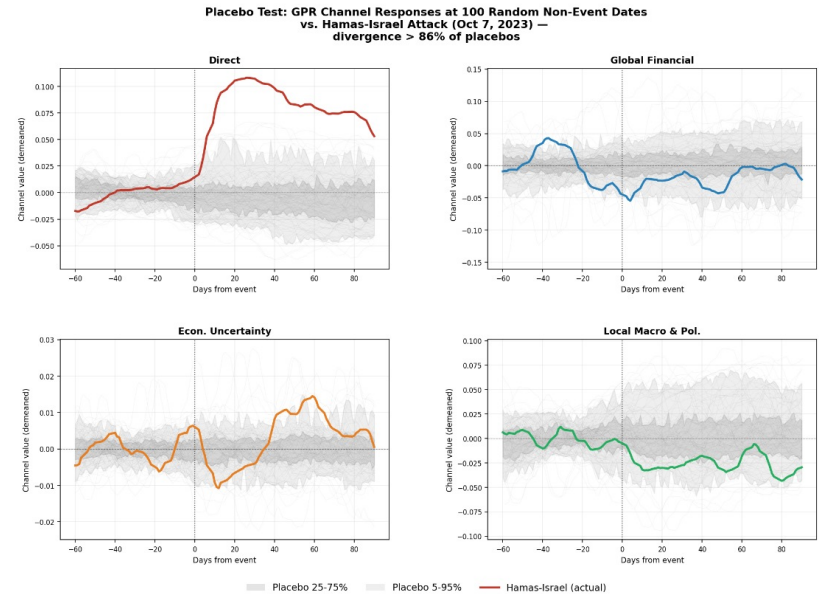 Placebo Test: GPR Channel Responses at 100 Random Non-Event Dates
vs. Hamas-Israel Attack (Oct 7, 2023) —
divergence > 86% of placebos
Direct
Channel value (demeaned)
0.100
0.075
0.050
0.025
0.000
−0.025
−0.050
−60 −40 −20 0 20 40 60 80
Days from event
Global Financial
Channel value (demeaned)
0.15
0.10
0.05
0.00
−0.05
−0.10
−0.15
−60 −40 −20 0 20 40 60 80
Days from event
Econ. Uncertainty
Channel value (demeaned)
0.03
0.02
0.01
0.00
−0.01
−0.02
−60 −40 −20 0 20 40 60 80
Days from event
Local Macro & Pol.
Channel value (demeaned)
0.100
0.075
0.050
0.025
0.000
−0.025
−0.050
−0.075
−0.100
−60 −40 −20 0 20 40 60 80
Days from event
Placebo 25-75% Placebo 5-95% Hamas-Israel (actual)